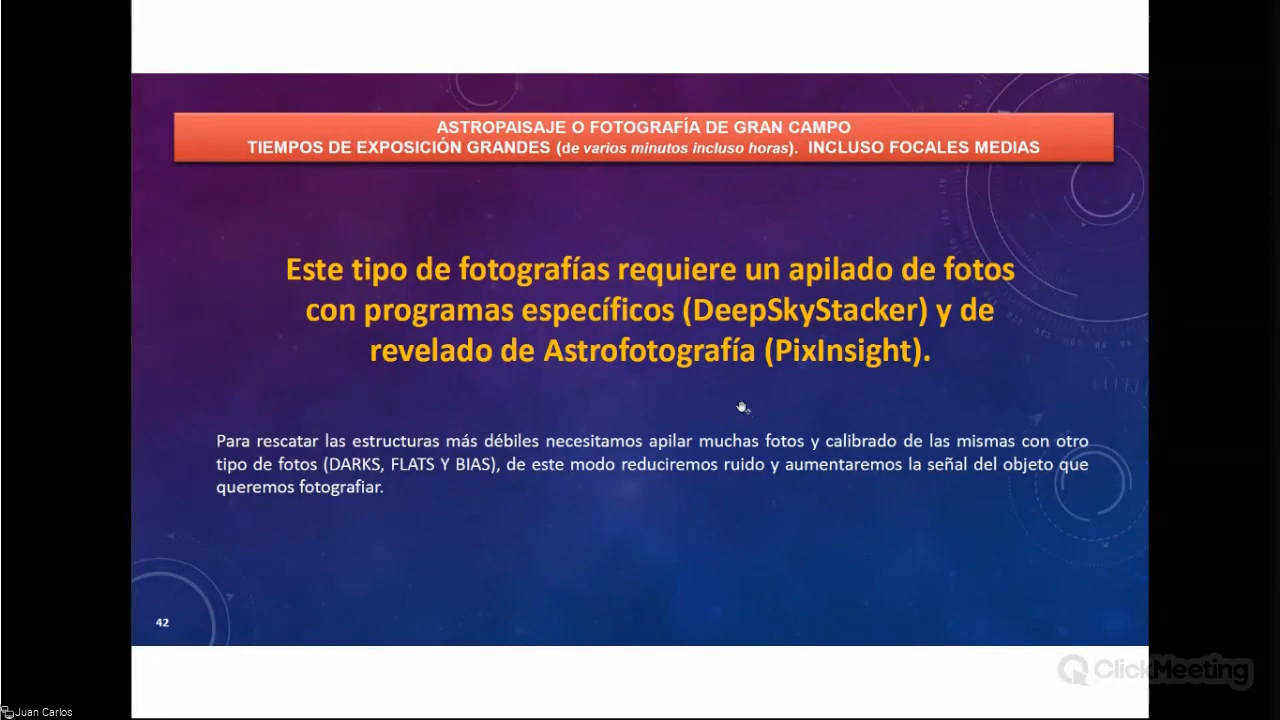 ASTROPAISAJE O FOTOGRAFÍA DE GRAN CAMPO
TIEMPOS DE EXPOSICIÓN GRANDES (de varios minutos incluso horas). INCLUSO FOCALES MEDIAS
Este tipo de fotografías requiere un apilado de fotos
con programas específicos (DeepSkyStacker) y de
revelado de Astrofotografía (PixInsight).
Para rescatar las estructuras más débiles necesitamos apilar muchas fotos y calibrado de las mismas con otro
tipo de fotos (DARKS, FLATS Y BIAS), de este modo reduciremos ruido y aumentaremos la señal del objeto que
queremos fotografiar.
42
ClickMeeting
Juan Carlos